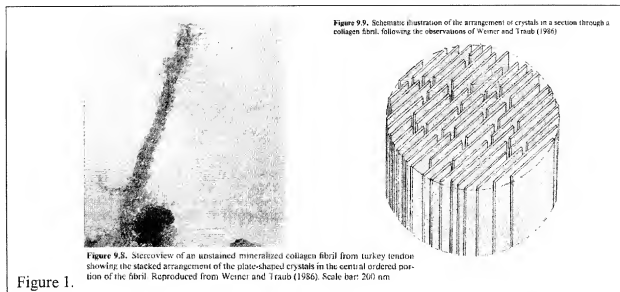 Figure 9.9. Schematic illustration of the arrangement of crystals in a section through a
collagen fibril, following the observations of Weiner and Traub (1986)
Figure 9.8. Stereoview of an unstained mineralized collagen fibril from turkey tendon
showing the stacked arrangement of the plate-shaped crystals in the central ordered por-
tion of the fibril. Reproduced from Weiner and Traub (1986). Scale bar: 200 nm
Figure 1.